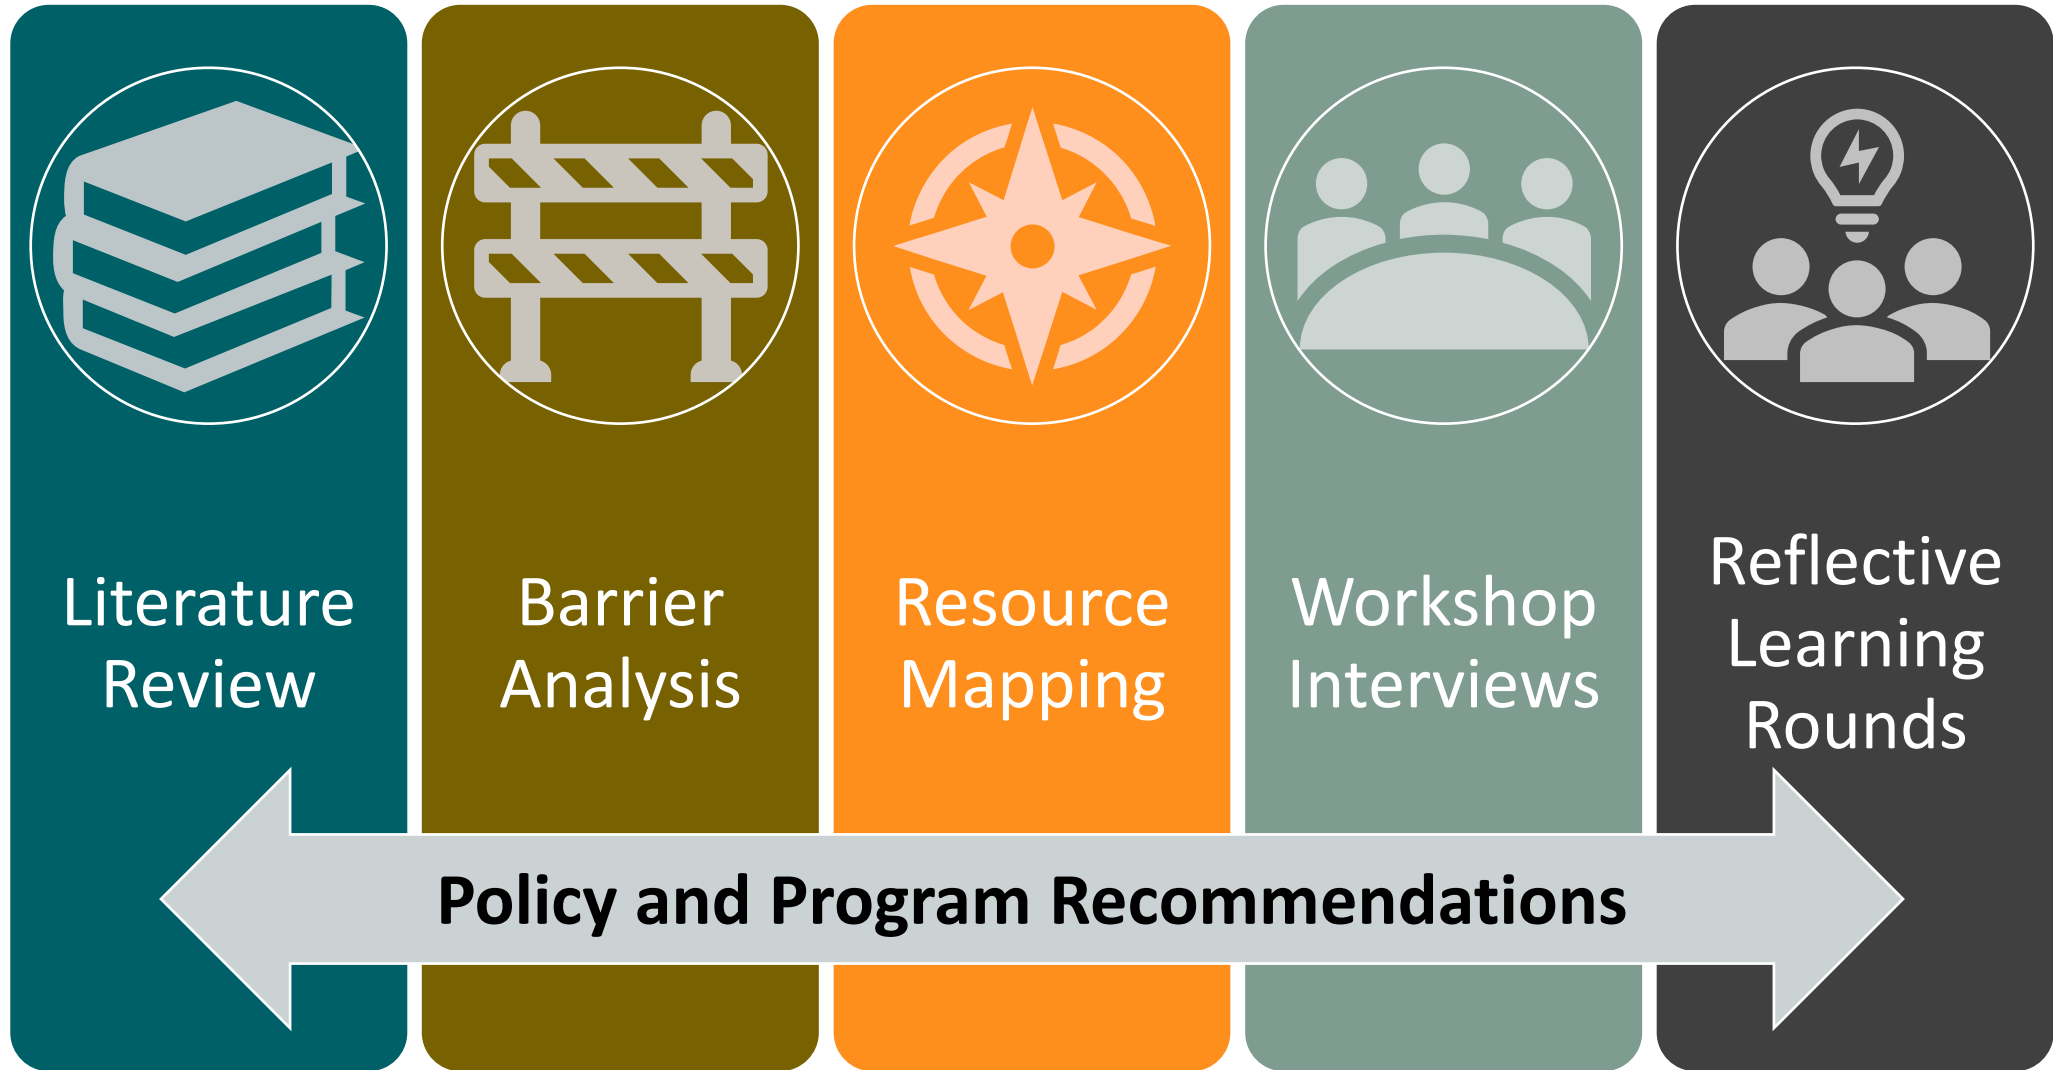 Literature
Review
Barrier
Analysis
Resource
Mapping
Workshop
Interviews
Reflective
Learning
Rounds
Policy and Program Recommendations